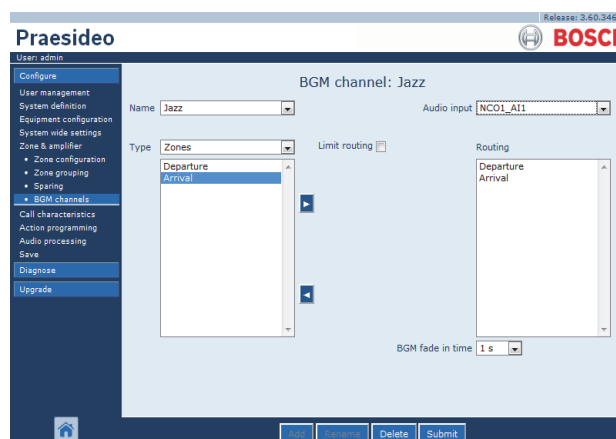 Release: 3.60.346
Praesideo
BOSCH
User: admin
Configure
User management
System definition
Equipment configuration
System wide settings
Zone & amplifier
• Zone configuration
• Zone grouping
• Sparing
• BGM channels
Call characteristics
Action programming
Audio processing
Save
Diagnose
Upgrade
BGM channel: Jazz
Name Jazz
Audio input NCO1_AI1
Type Zones
Limit routing
Routing
Departure
Arrival
Departure
Arrival
BGM fade in time 1 s
Add Rename Delete Submit